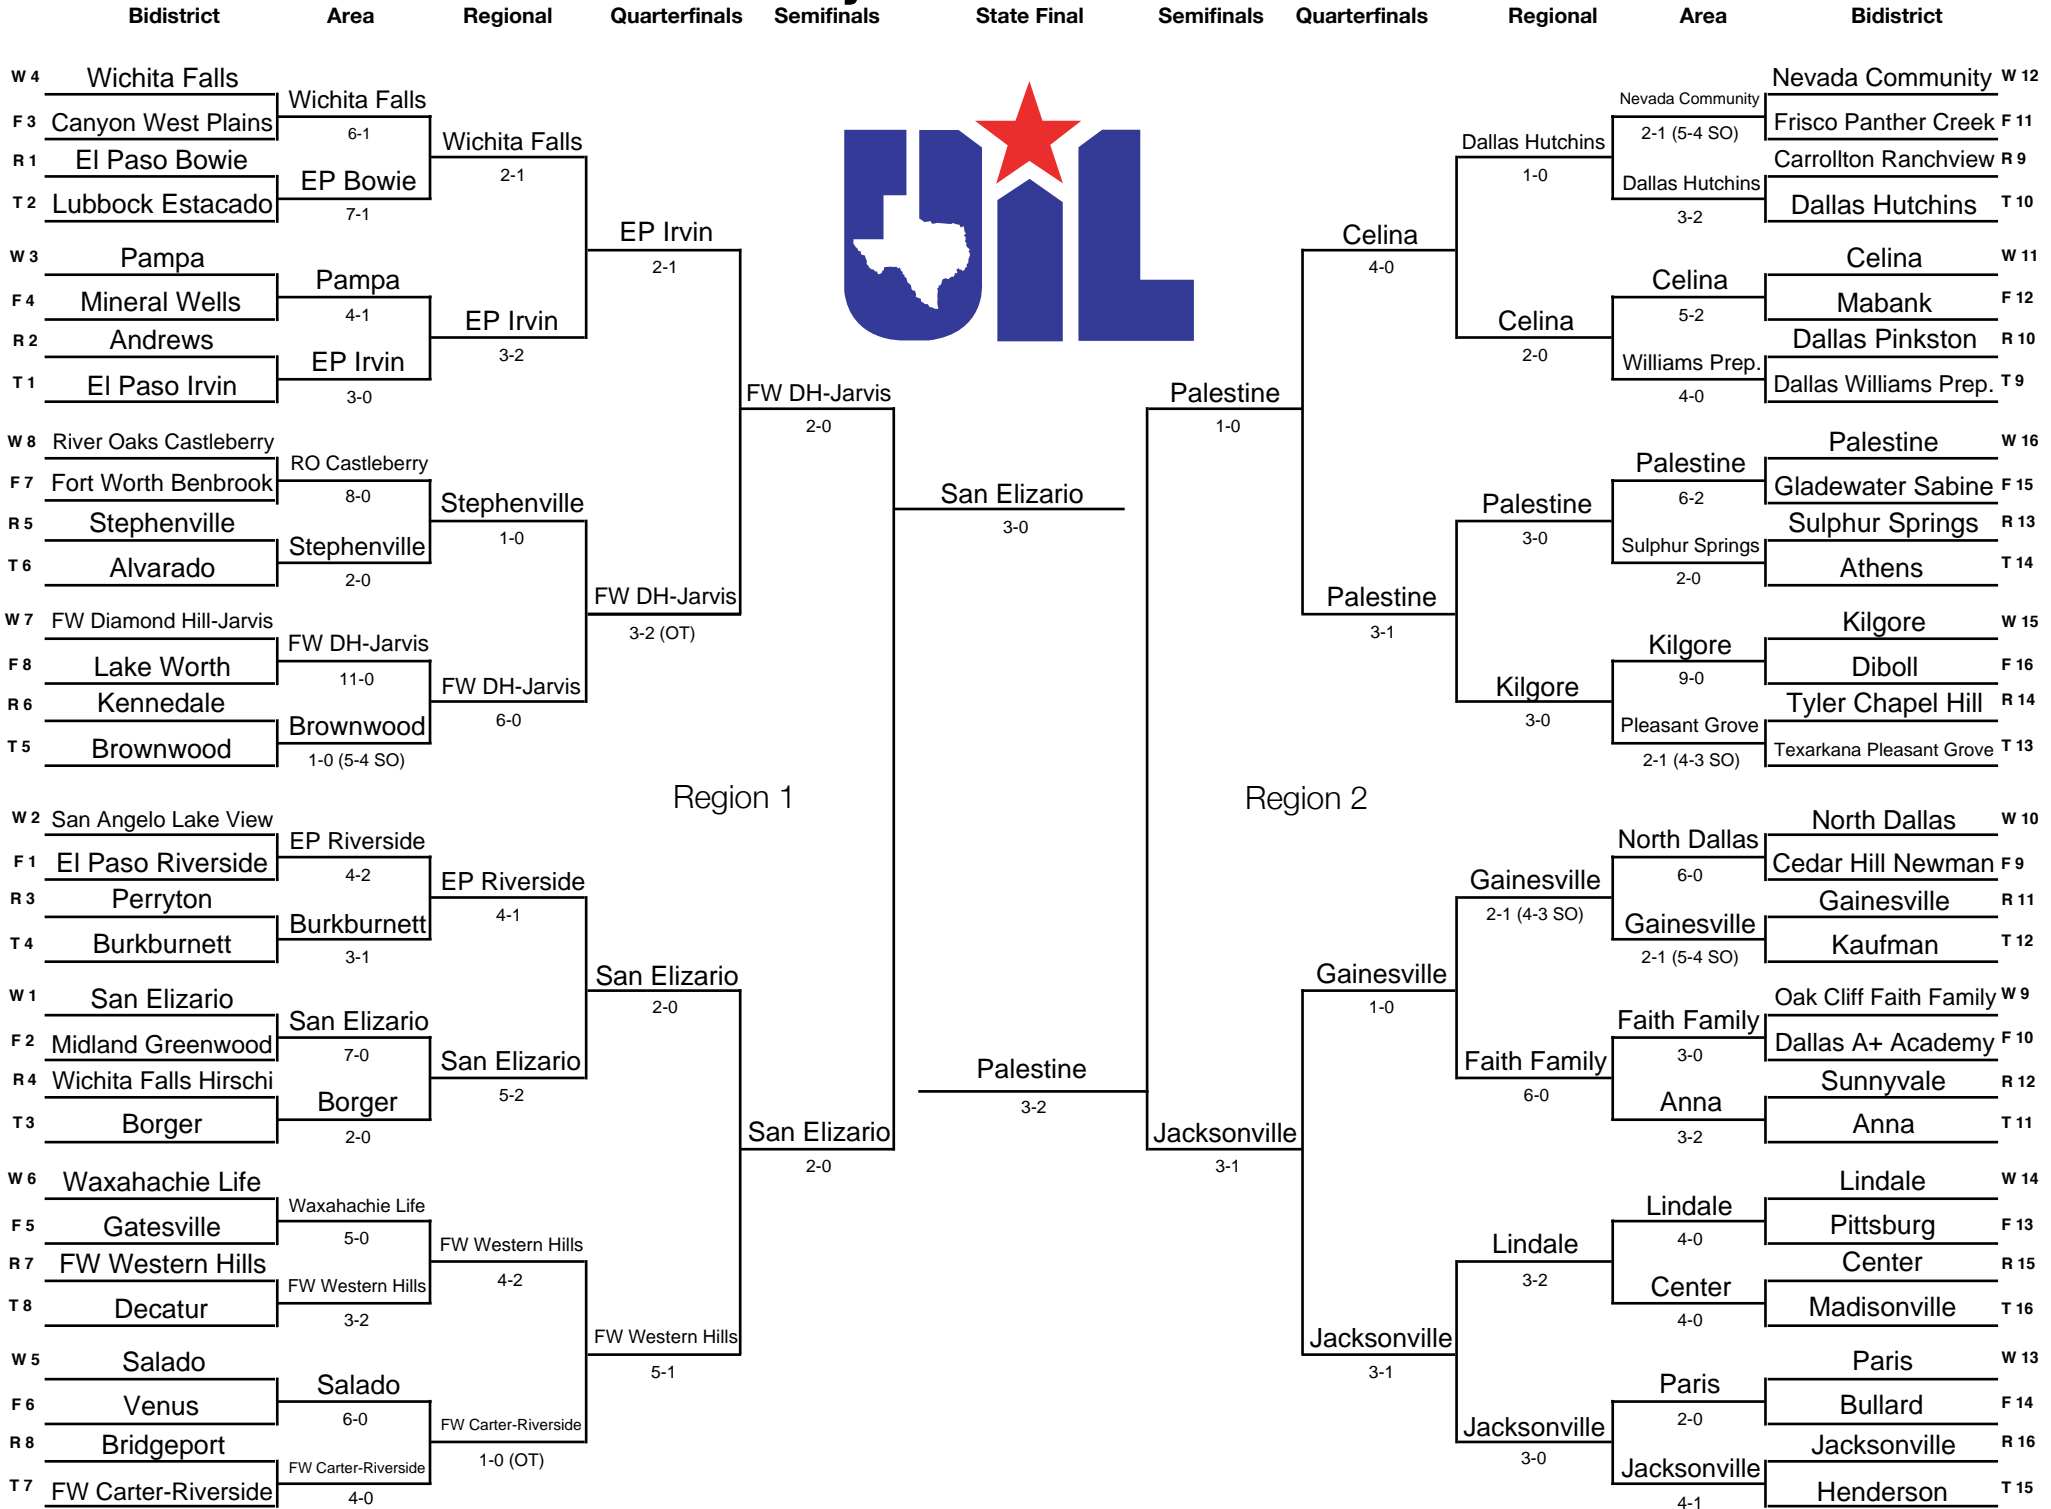 Bidistrict Area Regional Quarterfinals Semifinals State Final Semifinals Quarterfinals Regional Area Bidistrict
W 4 Wichita Falls
F 3 Canyon West Plains
R 1 El Paso Bowie
T 2 Lubbock Estacado
W 3 Pampa
F 4 Mineral Wells
R 2 Andrews
T 1 El Paso Irvin
W 8 River Oaks Castleberry
F 7 Fort Worth Benbrook
R 5 Stephenville
T 6 Alvarado
W 7 FW Diamond Hill-Jarvis
F 8 Lake Worth
R 6 Kennedale
T 5 Brownwood
W 2 San Angelo Lake View
F 1 El Paso Riverside
R 3 Perryton
T 4 Burkburnett
W 1 San Elizario
F 2 Midland Greenwood
R 4 Wichita Falls Hirschi
T 3 Borger
W 6 Waxahachie Life
F 5 Gatesville
R 7 FW Western Hills
T 8 Decatur
W 5 Salado
F 6 Venus
R 8 Bridgeport
T 7 FW Carter-Riverside
Wichita Falls
6-1
EP Bowie
7-1
Pampa
4-1
EP Irvin
3-0
RO Castleberry
8-0
Stephenville
2-0
FW DH-Jarvis
11-0
Brownwood
1-0 (5-4 SO)
EP Riverside
4-2
Burkburnett
3-1
San Elizario
7-0
Borger
2-0
Waxahachie Life
5-0
FW Western Hills
3-2
Salado
6-0
FW Carter-Riverside
4-0
Wichita Falls
2-1
EP Irvin
3-2
Stephenville
1-0
FW DH-Jarvis
6-0
EP Riverside
4-1
San Elizario
5-2
FW Western Hills
4-2
FW Carter-Riverside
1-0 (OT)
EP Irvin
2-1
FW DH-Jarvis
3-2 (OT)
San Elizario
2-0
FW Western Hills
5-1
FW DH-Jarvis
2-0
San Elizario
2-0
Region 1
UIL
San Elizario
3-0
Palestine
3-2
Region 2
Palestine
1-0
Jacksonville
3-1
Celina
4-0
Palestine
3-1
Gainesville
1-0
Jacksonville
3-1
Dallas Hutchins
1-0
Celina
2-0
Palestine
3-0
Kilgore
3-0
Gainesville
2-1 (4-3 SO)
Faith Family
6-0
Lindale
3-2
Jacksonville
3-0
Nevada Community
2-1 (5-4 SO)
Dallas Hutchins
3-2
Celina
5-2
Williams Prep.
4-0
Palestine
6-2
Sulphur Springs
2-0
Kilgore
9-0
Pleasant Grove
2-1 (4-3 SO)
North Dallas
6-0
Gainesville
2-1 (5-4 SO)
Faith Family
3-0
Anna
3-2
Lindale
4-0
Center
4-0
Paris
2-0
Jacksonville
4-1
Nevada Community W 12
Frisco Panther Creek F 11
Carrollton Ranchview R 9
Dallas Hutchins T 10
Celina W 11
Mabank F 12
Dallas Pinkston R 10
Dallas Williams Prep. T 9
Palestine W 16
Gladewater Sabine F 15
Sulphur Springs R 13
Athens T 14
Kilgore W 15
Diboll F 16
Tyler Chapel Hill R 14
Texarkana Pleasant Grove T 13
North Dallas W 10
Cedar Hill Newman F 9
Gainesville R 11
Kaufman T 12
Oak Cliff Faith Family W 9
Dallas A+ Academy F 10
Sunnyvale R 12
Anna T 11
Lindale W 14
Pittsburg F 13
Center R 15
Madisonville T 16
Paris W 13
Bullard F 14
Jacksonville R 16
Henderson T 15